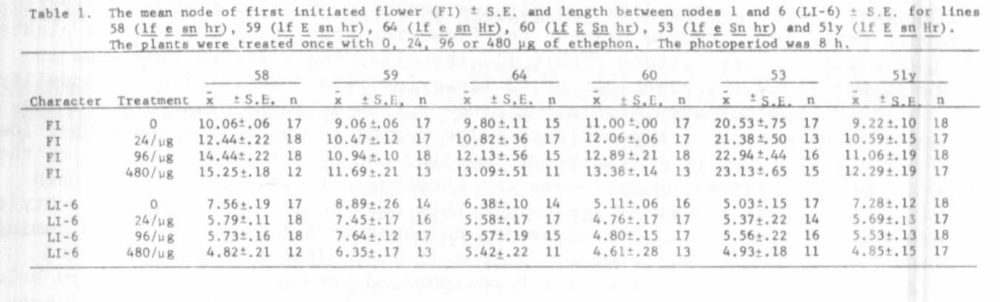 Table 1. The mean node of first initiated flower (FI) ± S.E. and length between nodes 1 and 6 (LI-6) ± S.E. for lines
58 (lf e sn hr), 59 (lf E sn hr), 64 (lf e sn Hr), 60 (lf E Sn hr), 53 (lf e Sn hr) and 51y (lf E sn Hr).
The plants were treated once with 0, 24, 96 or 480 µg of ethephon. The photoperiod was 8 h.
58 59 64 60 53 51y
Character Treatment x̄ ± S.E. n x̄ ± S.E. n x̄ ± S.E. n x̄ ± S.E. n x̄ ± S.E. n x̄ ± S.E. n
FI 0 10.06±.06 17 9.06±.06 17 9.80±.11 15 11.00±.00 17 20.53±.75 17 9.22±.10 18
FI 24/µg 12.44±.22 18 10.47±.12 17 10.82±.36 17 12.06±.06 17 21.38±.50 13 10.59±.15 17
FI 96/µg 14.44±.22 18 10.94±.10 18 12.13±.56 15 12.89±.21 18 22.94±.44 16 11.06±.19 18
FI 480/µg 15.25±.18 12 11.69±.21 13 13.09±.51 11 13.38±.14 13 23.13±.65 15 12.29±.19 17
LI-6 0 7.56±.19 17 8.89±.26 14 6.38±.10 14 5.11±.06 16 5.03±.15 17 7.28±.12 18
LI-6 24/µg 5.79±.11 18 7.45±.17 16 5.58±.17 17 4.76±.17 17 5.37±.22 14 5.69±.13 17
LI-6 96/µg 5.73±.16 18 7.64±.12 17 5.57±.19 15 4.80±.15 17 5.56±.22 16 5.53±.13 18
LI-6 480/µg 4.82±.21 12 6.35±.17 13 5.42±.22 11 4.61±.28 13 4.93±.18 11 4.85±.15 17